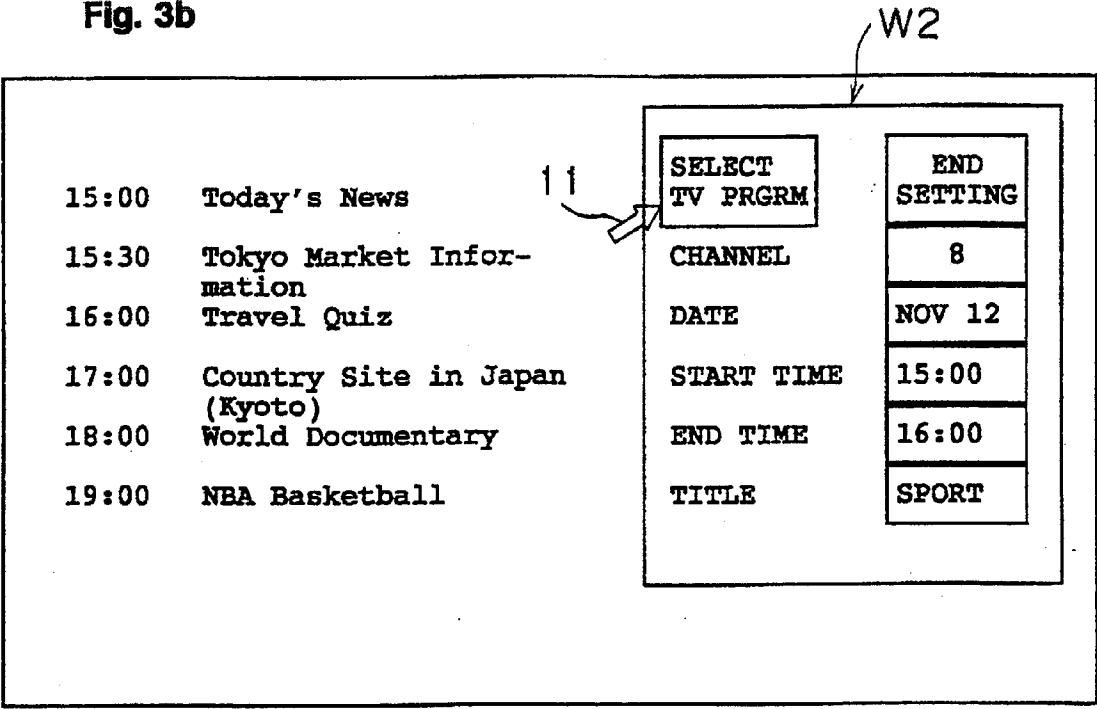 Fig. 3b
W2
11
15:00 Today's News
15:30 Tokyo Market Infor-
mation
16:00 Travel Quiz
17:00 Country Site in Japan
(Kyoto)
18:00 World Documentary
19:00 NBA Basketball
SELECT
TV PRGRM
END
SETTING
CHANNEL 8
DATE NOV 12
START TIME 15:00
END TIME 16:00
TITLE SPORT